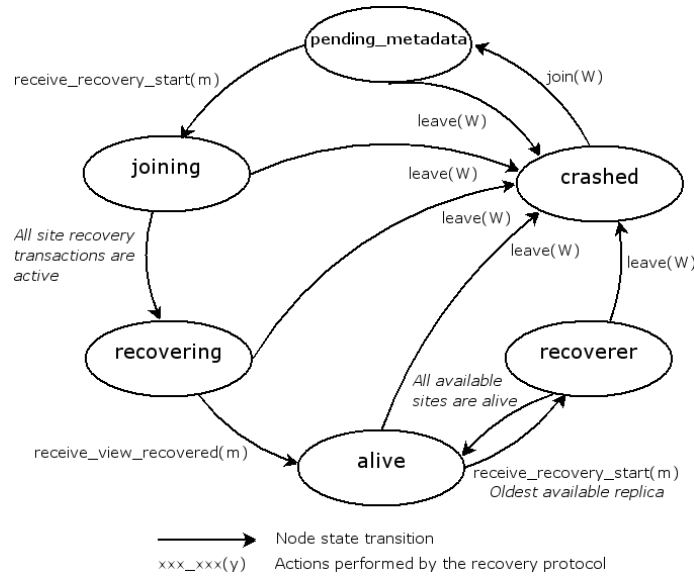 pending_metadata
receive_recovery_start(m)
join(W)
leave(W)
joining
leave(W)
crashed
leave(W)
All site recovery
transactions are
active
leave(W)
leave(W)
recovering
recoverer
All available
sites are alive
receive_view_recovered(m)
alive
receive_recovery_start(m)
Oldest available replica
Node state transition
xxx_xxx(y) Actions performed by the recovery protocol